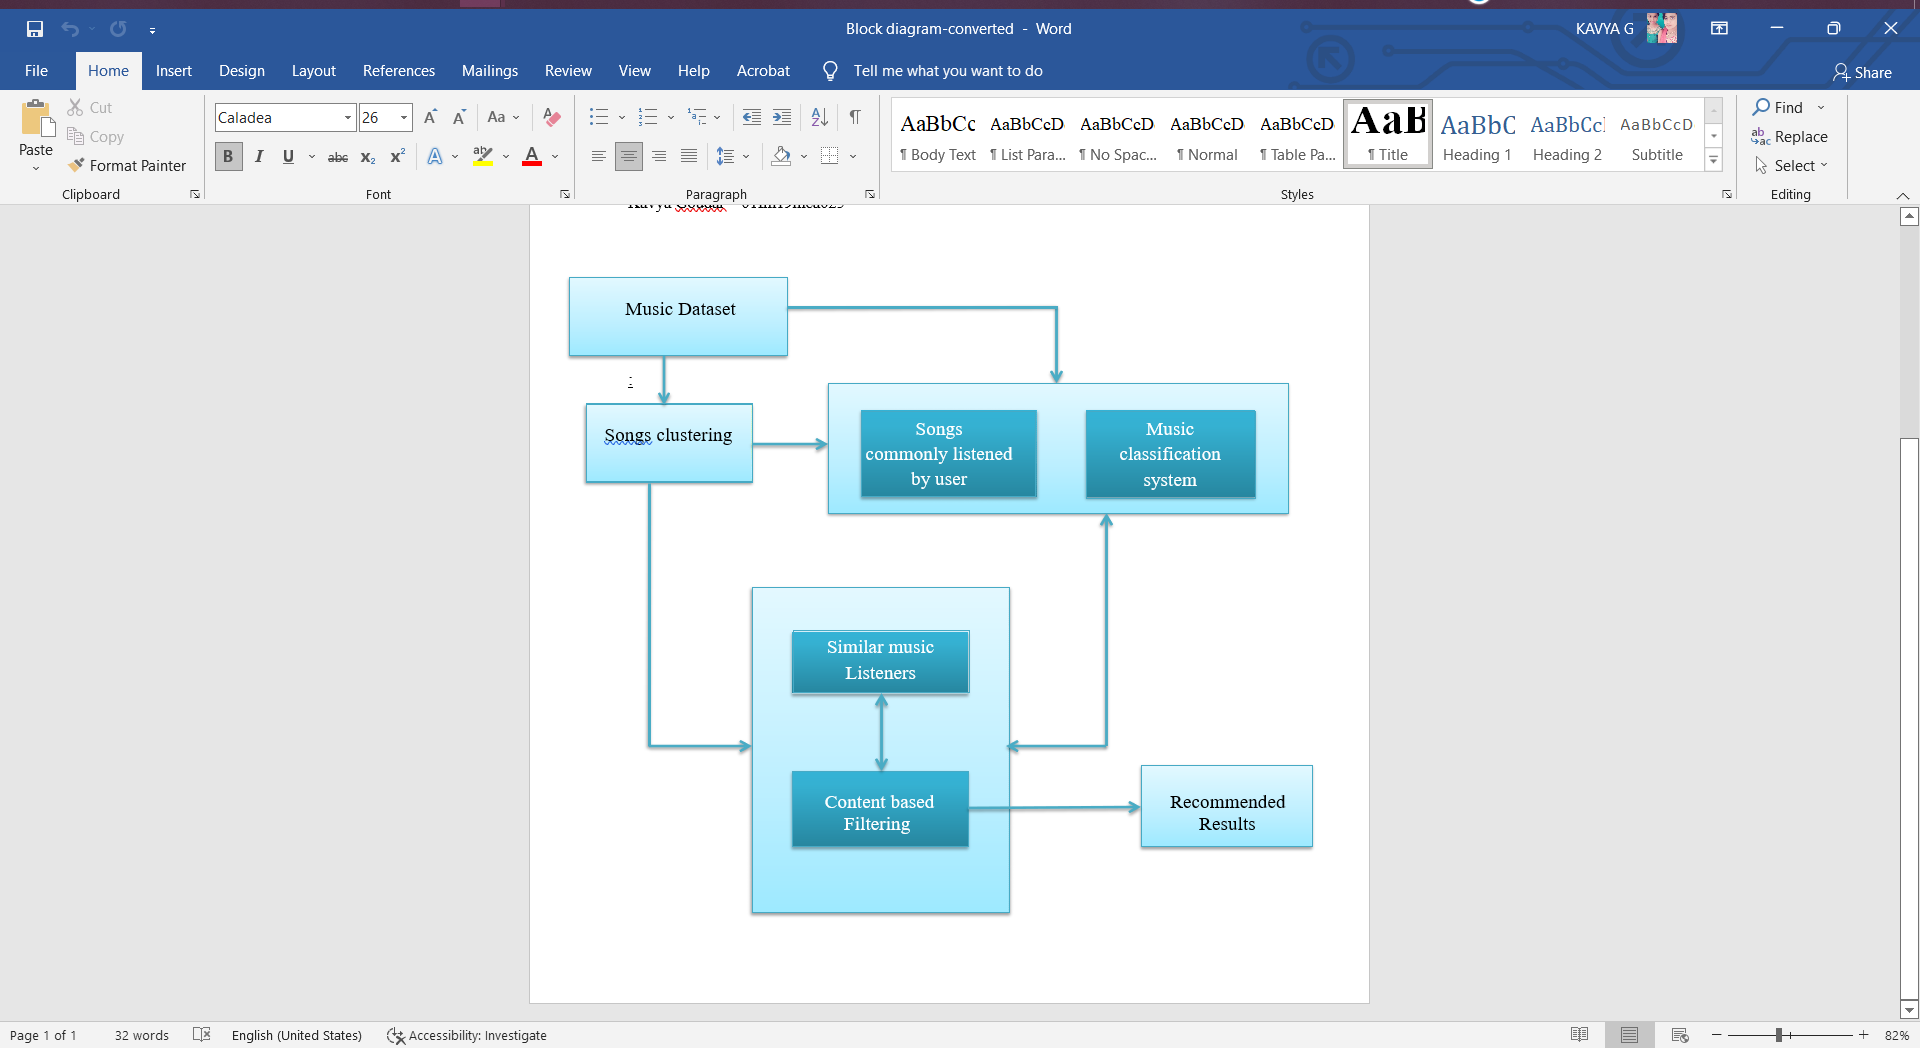 Block diagram-converted - Word
KAVYA G
File Home Insert Design Layout References Mailings Review View Help Acrobat Tell me what you want to do
Share
Paste
Cut
Copy
Format Painter
Clipboard
Caladea 26
Aa
B I U abc x₂ x² A ab A
Font
Paragraph
AaBbCc AaBbCcD AaBbCcD AaBbCcD AaBbCcD AaB AaBbC AaBbCc AaBbCcD
¶ Body Text ¶ List Para... ¶ No Spac... ¶ Normal ¶ Table Pa... ¶ Title Heading 1 Heading 2 Subtitle
Styles
Find
Replace
Select
Editing
Music Dataset
:
Songs clustering
Songs
commonly listened
by user
Music
classification
system
Similar music
Listeners
Content based
Filtering
Recommended
Results
Page 1 of 1 32 words English (United States) Accessibility: Investigate 82%